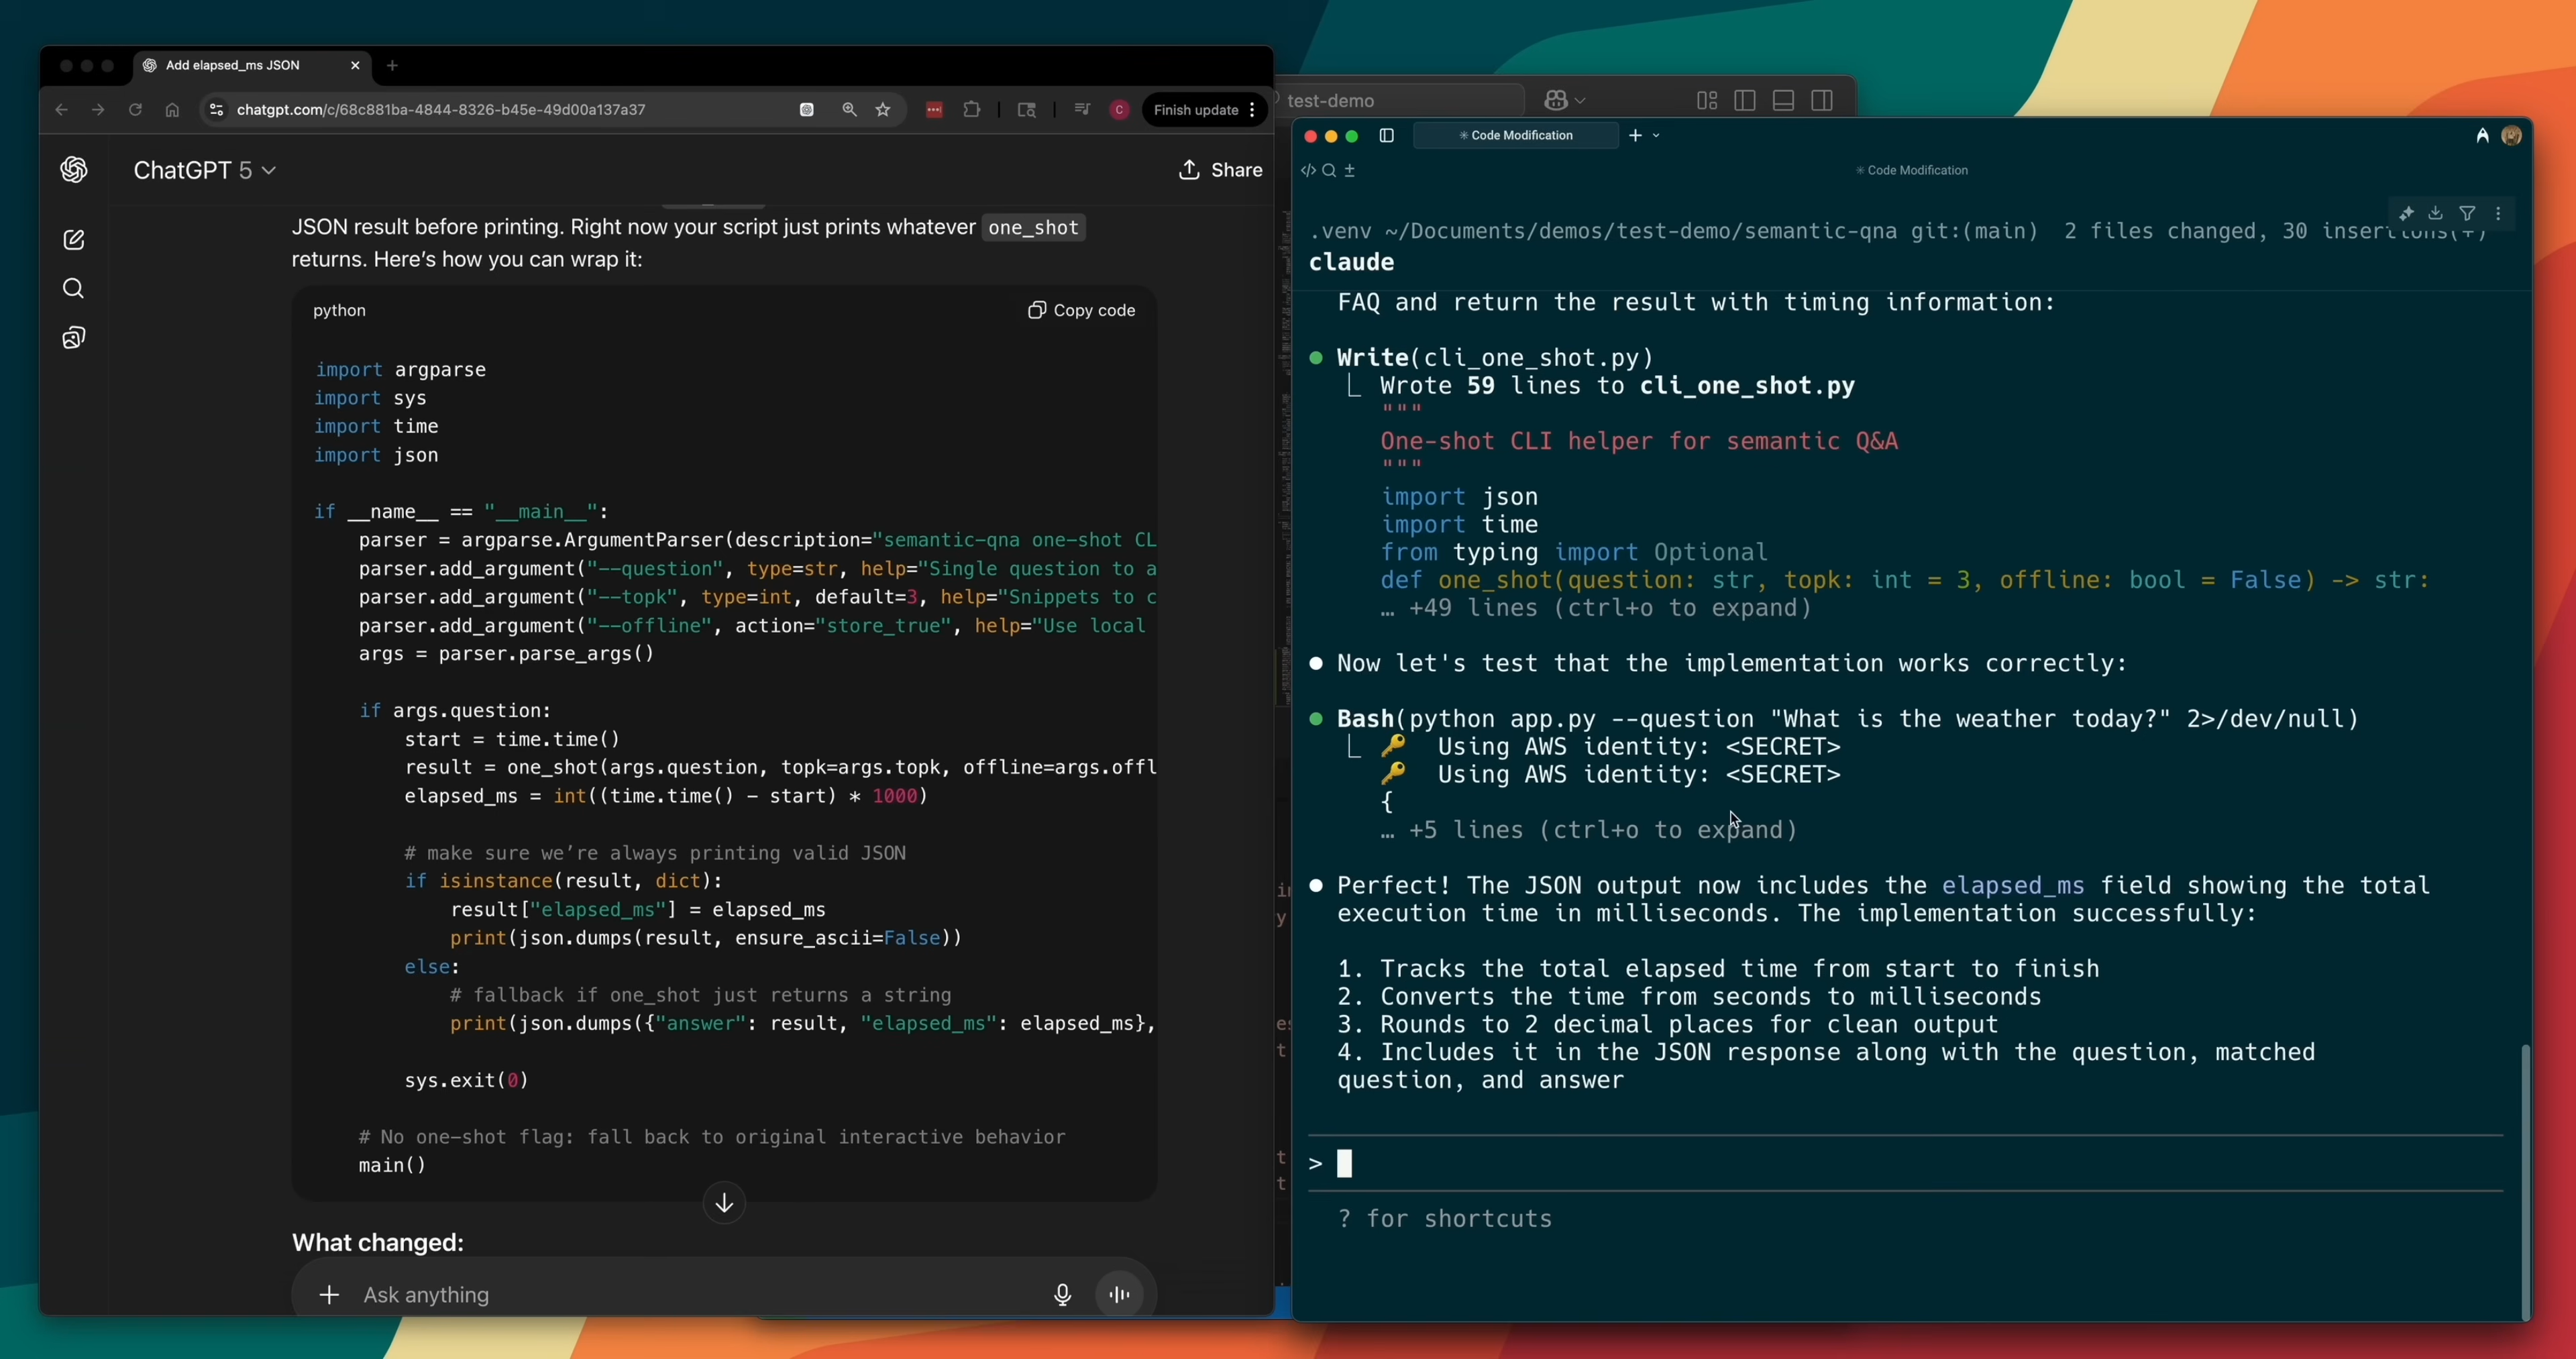 Add elapsed_ms JSON
chatgpt.com/c/68c881ba-4844-8326-b45e-49d00a137a37
C
Finish update
ChatGPT 5
Share
JSON result before printing. Right now your script just prints whatever one_shot
returns. Here’s how you can wrap it:
python
Copy code
import argparse
import sys
import time
import json
if __name__ == "__main__":
parser = argparse.ArgumentParser(description="semantic-qna one-shot CL
parser.add_argument("--question", type=str, help="Single question to a
parser.add_argument("--topk", type=int, default=3, help="Snippets to c
parser.add_argument("--offline", action="store_true", help="Use local
args = parser.parse_args()
if args.question:
start = time.time()
result = one_shot(args.question, topk=args.topk, offline=args.offl
elapsed_ms = int((time.time() - start) * 1000)
# make sure we’re always printing valid JSON
if isinstance(result, dict):
result["elapsed_ms"] = elapsed_ms
print(json.dumps(result, ensure_ascii=False))
else:
# fallback if one_shot just returns a string
print(json.dumps({"answer": result, "elapsed_ms": elapsed_ms},
sys.exit(0)
# No one-shot flag: fall back to original interactive behavior
main()
What changed:
Ask anything
test-demo
✳ Code Modification
✳ Code Modification
.venv ~/Documents/demos/test-demo/semantic-qna git:(main) 2 files changed, 30 insertions(+)
claude
FAQ and return the result with timing information:
● Write(cli_one_shot.py)
⎿ Wrote 59 lines to cli_one_shot.py
"""
One-shot CLI helper for semantic Q&A
"""
import json
import time
from typing import Optional
def one_shot(question: str, topk: int = 3, offline: bool = False) -> str:
… +49 lines (ctrl+o to expand)
● Now let's test that the implementation works correctly:
● Bash(python app.py --question "What is the weather today?" 2>/dev/null)
⎿ 🔑 Using AWS identity: <SECRET>
🔑 Using AWS identity: <SECRET>
{
… +5 lines (ctrl+o to expand)
● Perfect! The JSON output now includes the elapsed_ms field showing the total
execution time in milliseconds. The implementation successfully:
1. Tracks the total elapsed time from start to finish
2. Converts the time from seconds to milliseconds
3. Rounds to 2 decimal places for clean output
4. Includes it in the JSON response along with the question, matched
question, and answer
>
? for shortcuts